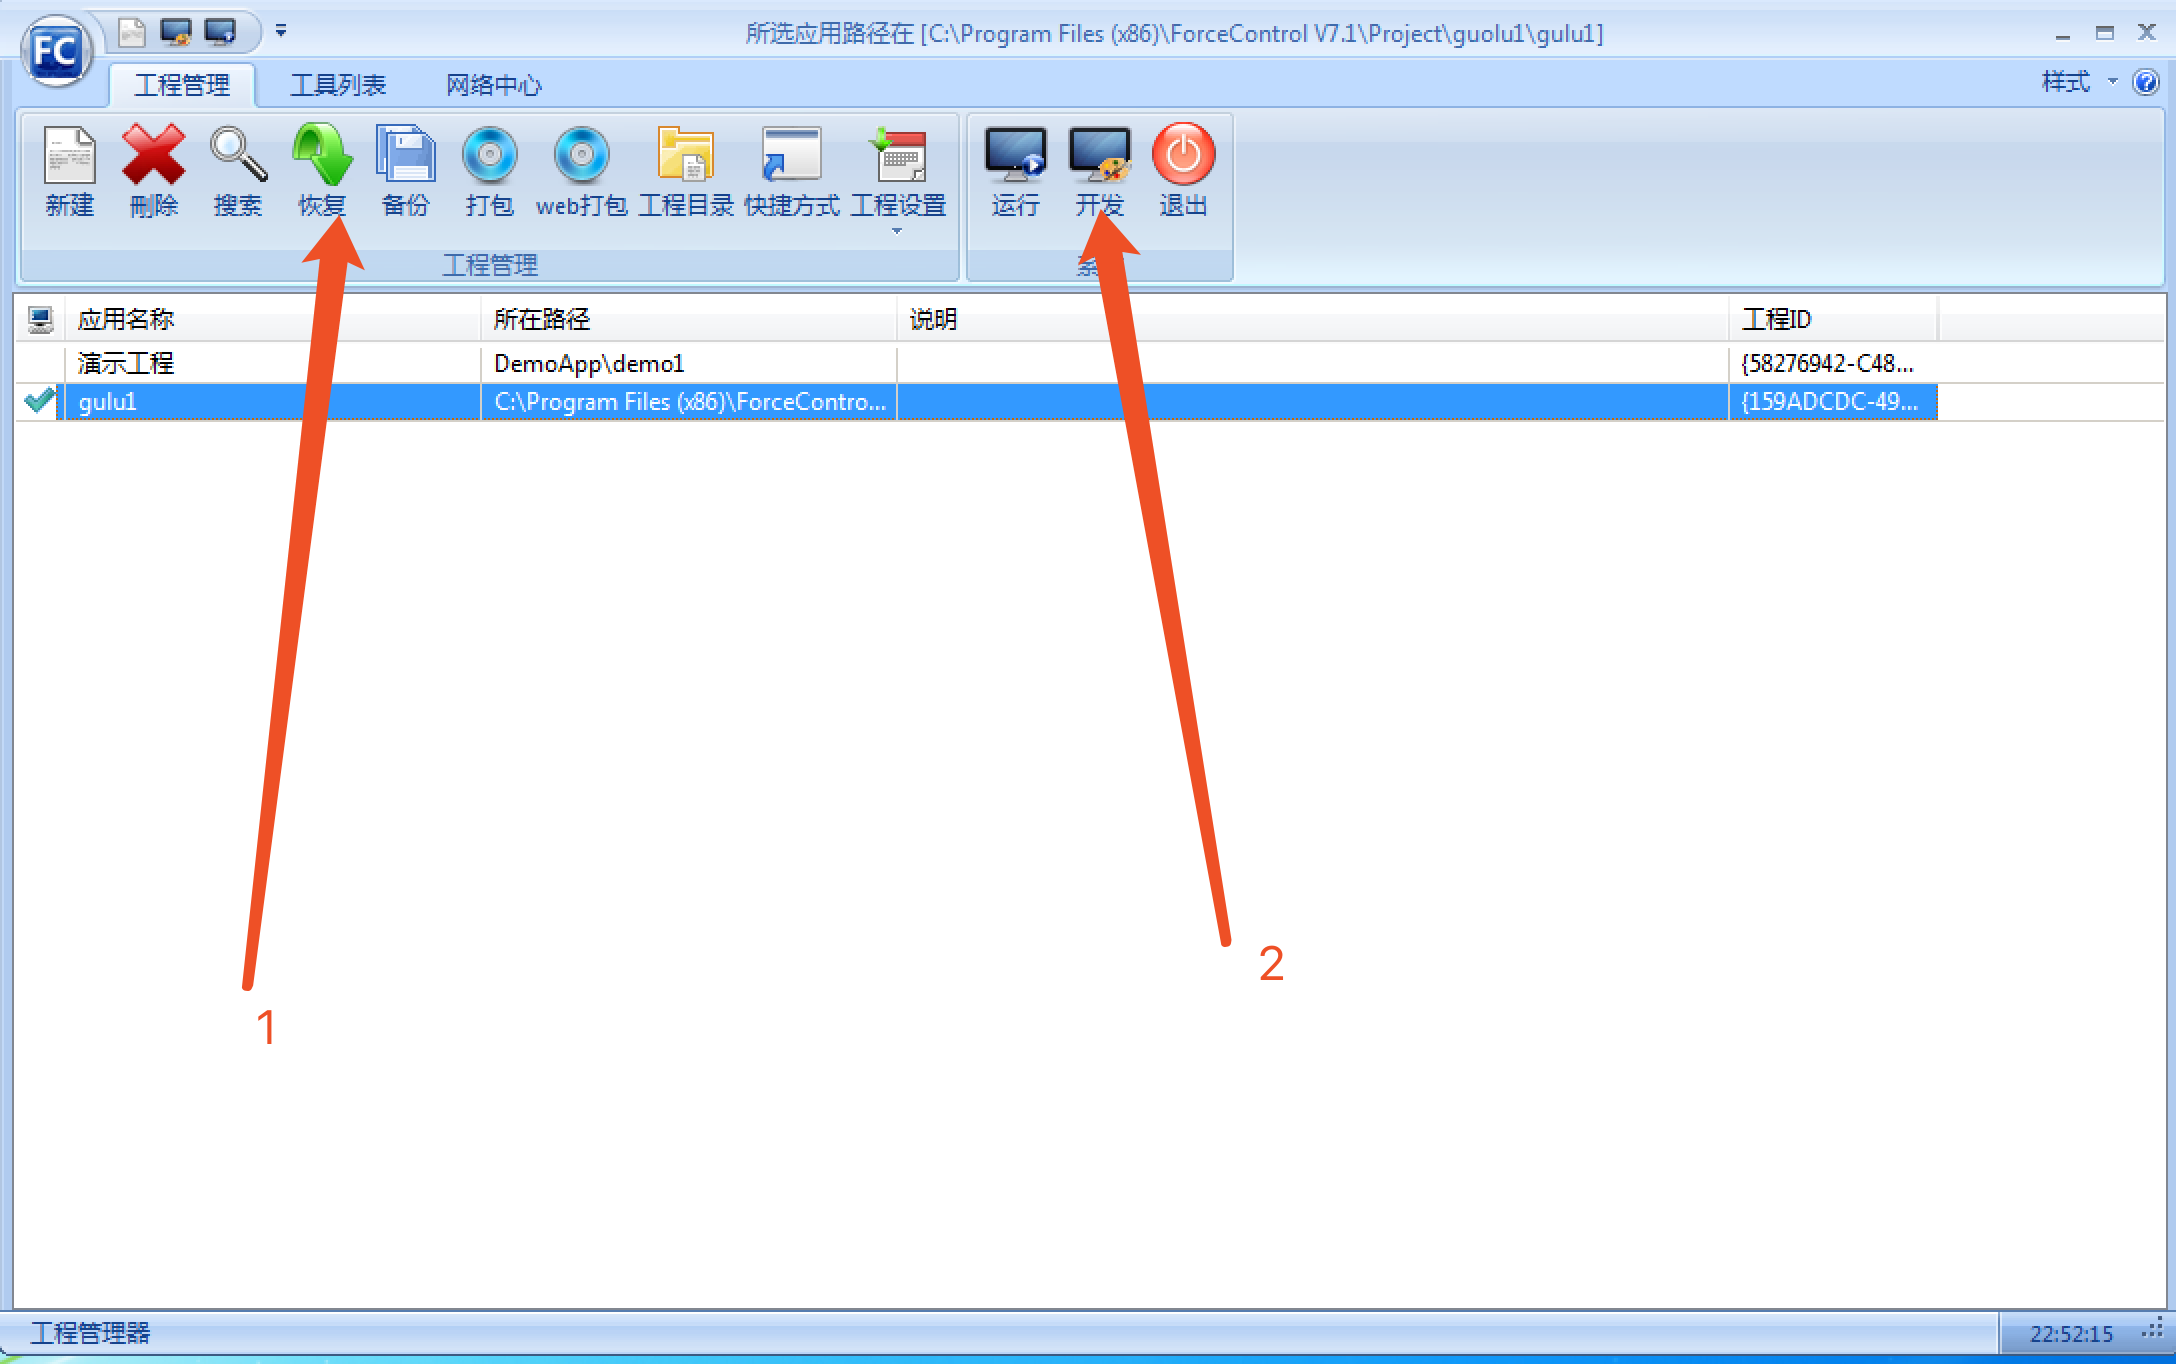 FC
所选应用路径在 [C:\Program Files (x86)\ForceControl V7.1\Project\guolu1\gulu1]
工程管理 工具列表 网络中心 样式
新建 刪除 搜索 恢复 备份 打包 web打包 工程目录 快捷方式 工程设置 运行 开发 退出
工程管理
应用名称 所在路径 说明 工程ID
演示工程 DemoApp\demo1 {58276942-C48...
gulu1 C:\Program Files (x86)\ForceContro... {159ADCDC-49...
2
1
工程管理器 22:52:15